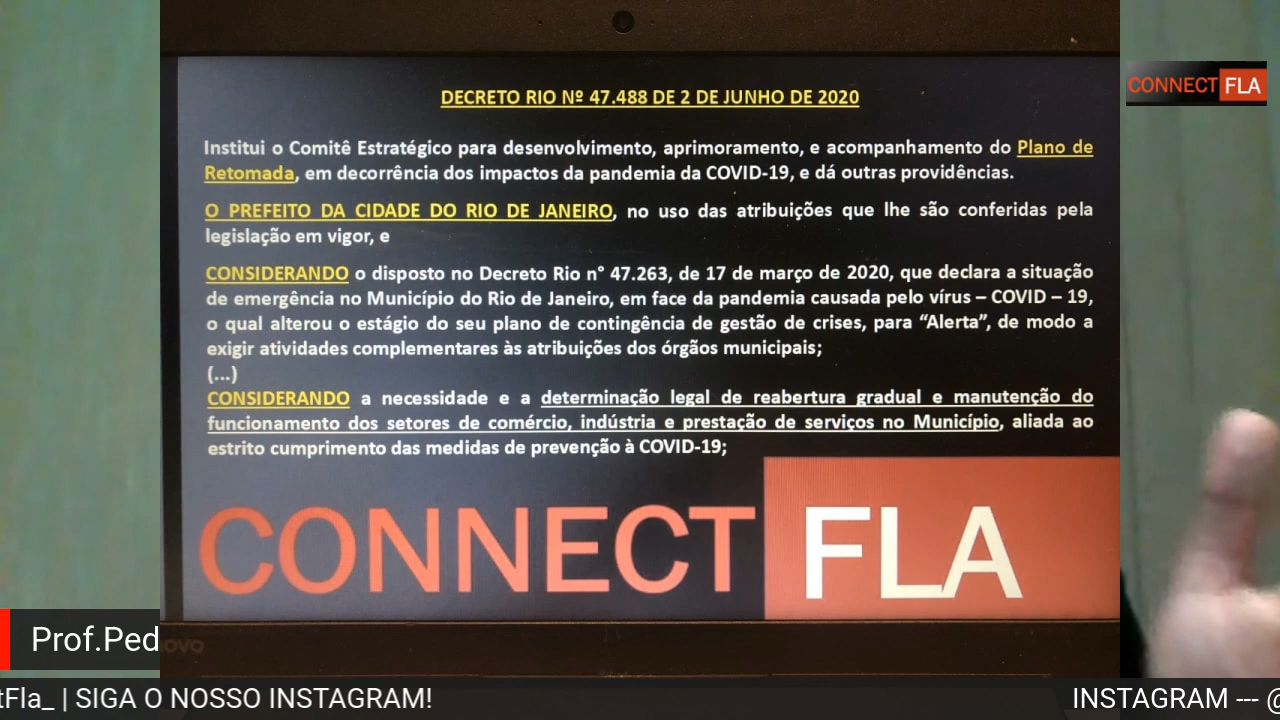 DECRETO RIO Nº 47.488 DE 2 DE JUNHO DE 2020
Institui o Comitê Estratégico para desenvolvimento, aprimoramento, e acompanhamento do Plano de
Retomada, em decorrência dos impactos da pandemia da COVID-19, e dá outras providências.
O PREFEITO DA CIDADE DO RIO DE JANEIRO, no uso das atribuições que lhe são conferidas pela
legislação em vigor, e
CONSIDERANDO o disposto no Decreto Rio n° 47.263, de 17 de março de 2020, que declara a situação
de emergência no Município do Rio de Janeiro, em face da pandemia causada pelo vírus – COVID – 19,
o qual alterou o estágio do seu plano de contingência de gestão de crises, para “Alerta”, de modo a
exigir atividades complementares às atribuições dos órgãos municipais;
(...)
CONSIDERANDO a necessidade e a determinação legal de reabertura gradual e manutenção do
funcionamento dos setores de comércio, indústria e prestação de serviços no Município, aliada ao
estrito cumprimento das medidas de prevenção à COVID-19;
CONNECT FLA
CONNECT FLA
Prof.Ped
tFla_ | SIGA O NOSSO INSTAGRAM!
INSTAGRAM --- @